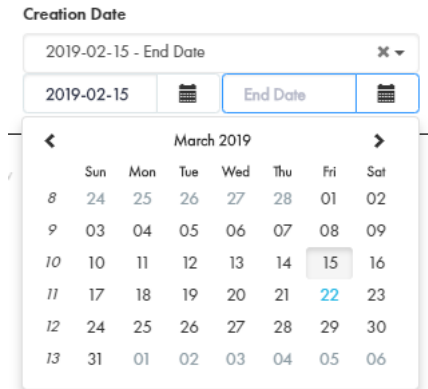 Creation Date
2019-02-15 - End Date
2019-02-15 End Date
March 2019
Sun Mon Tue Wed Thu Fri Sat
8 24 25 26 27 28 01 02
9 03 04 05 06 07 08 09
10 10 11 12 13 14 15 16
11 17 18 19 20 21 22 23
12 24 25 26 27 28 29 30
13 31 01 02 03 04 05 06